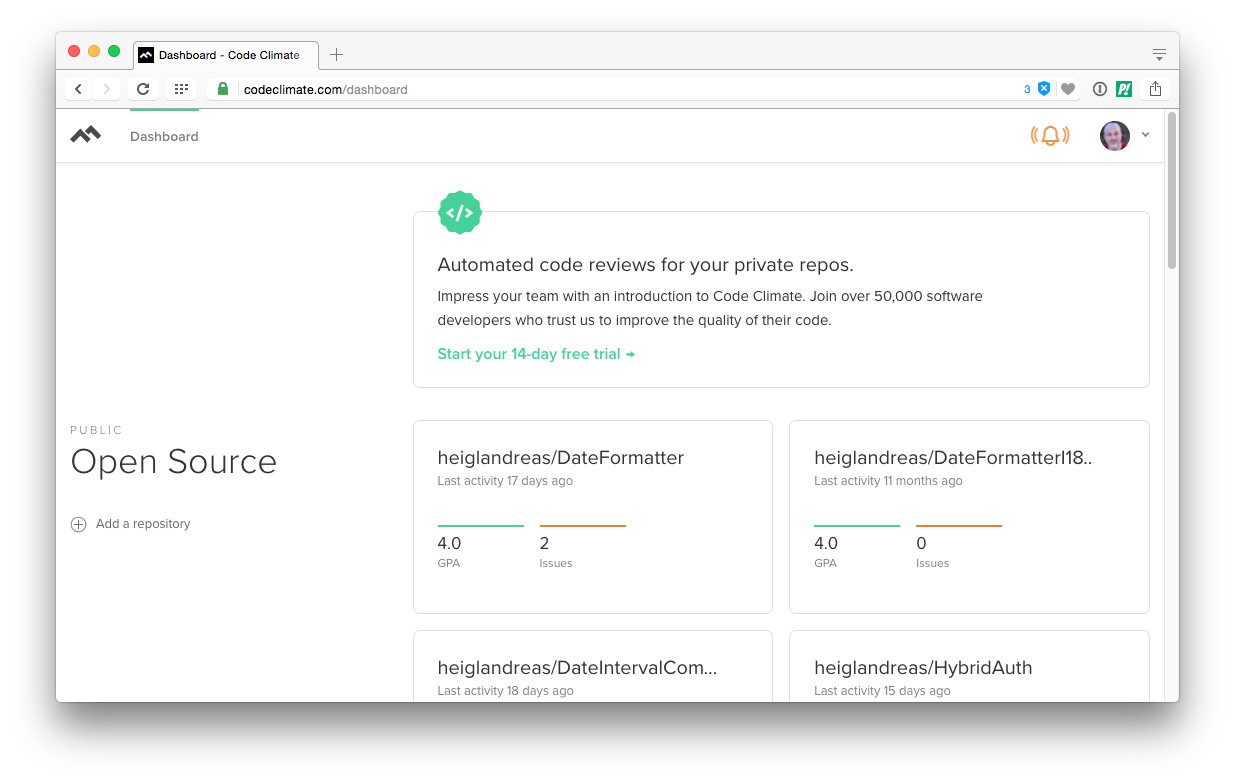 Dashboard - Code Climate
codeclimate.com/dashboard
3
P!
Dashboard
</>
Automated code reviews for your private repos.
Impress your team with an introduction to Code Climate. Join over 50,000 software
developers who trust us to improve the quality of their code.
Start your 14-day free trial →
PUBLIC
Open Source
Add a repository
heiglandreas/DateFormatter
Last activity 17 days ago
4.0
GPA
2
Issues
heiglandreas/DateFormatterI18...
Last activity 11 months ago
4.0
GPA
0
Issues
heiglandreas/DateIntervalCom...
Last activity 18 days ago
heiglandreas/HybridAuth
Last activity 15 days ago